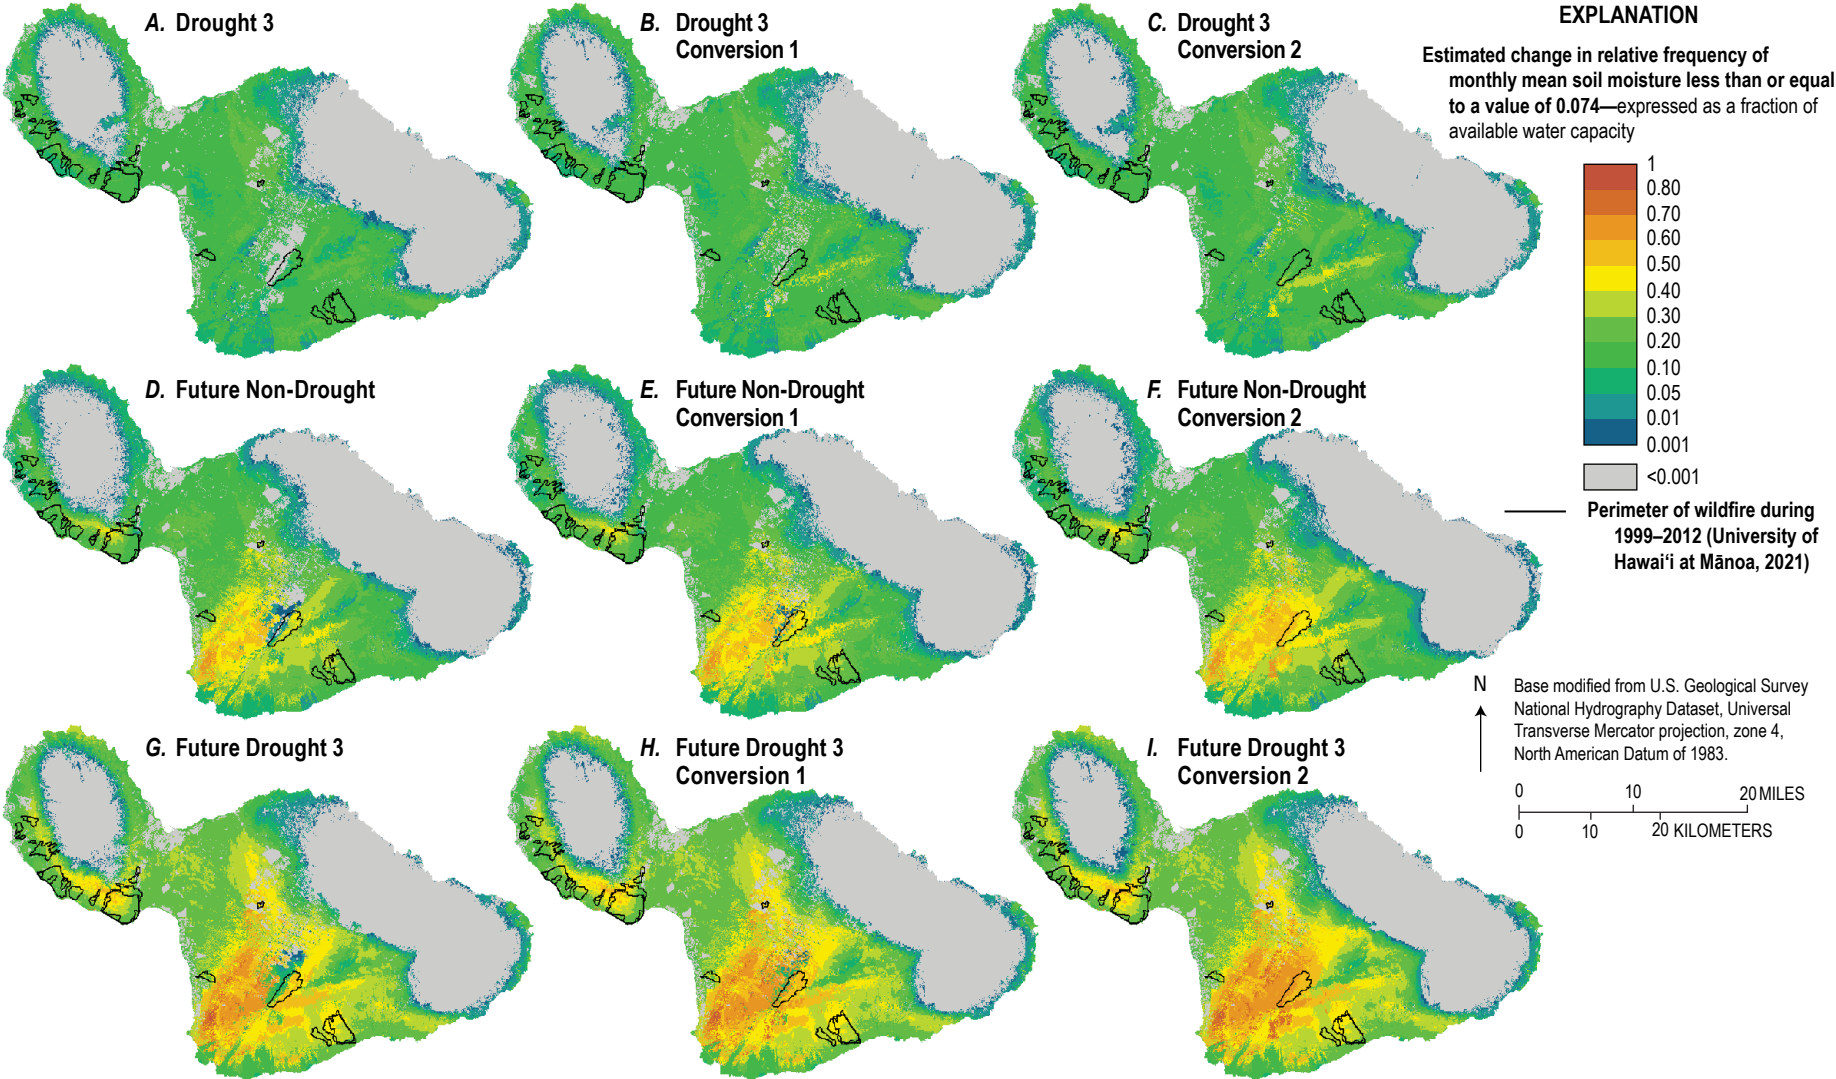 A. Drought 3
B. Drought 3
Conversion 1
C. Drought 3
Conversion 2
EXPLANATION
Estimated change in relative frequency of
monthly mean soil moisture less than or equal
to a value of 0.074—expressed as a fraction of
available water capacity
1
0.80
0.70
0.60
0.50
0.40
0.30
0.20
0.10
0.05
0.01
0.001
<0.001
Perimeter of wildfire during
1999–2012 (University of
Hawaiʻi at Mānoa, 2021)
D. Future Non-Drought
E. Future Non-Drought
Conversion 1
F. Future Non-Drought
Conversion 2
N
Base modified from U.S. Geological Survey
National Hydrography Dataset, Universal
Transverse Mercator projection, zone 4,
North American Datum of 1983.
0 10 20 MILES
0 10 20 KILOMETERS
G. Future Drought 3
H. Future Drought 3
Conversion 1
I. Future Drought 3
Conversion 2